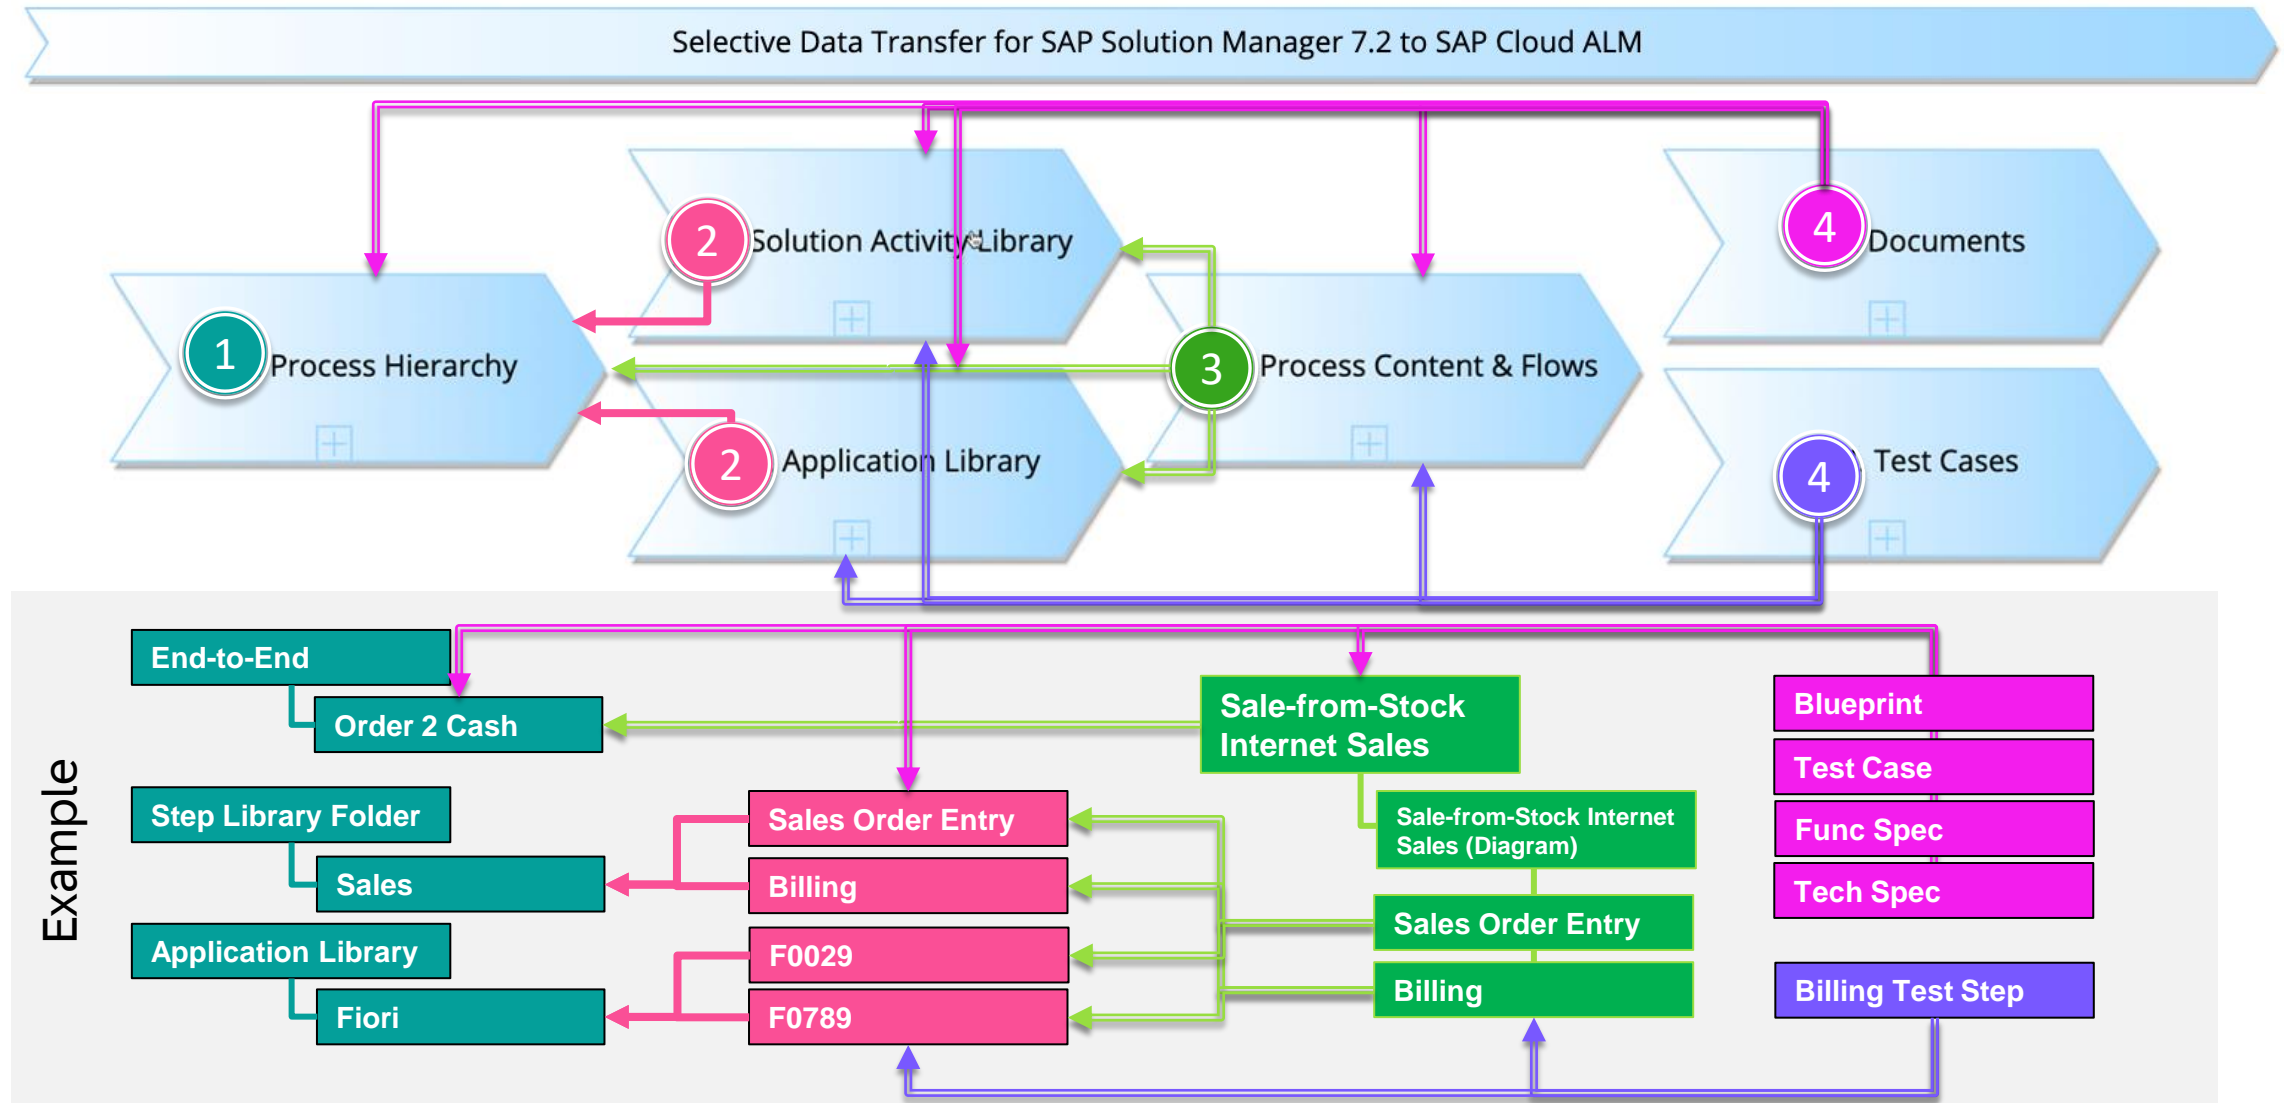 Selective Data Transfer for SAP Solution Manager 7.2 to SAP Cloud ALM
2
Solution Activity Library
4
Documents
1
Process Hierarchy
3
Process Content & Flows
2
Application Library
4
Test Cases
Example
End-to-End
Order 2 Cash
Step Library Folder
Sales
Application Library
Fiori
Sales Order Entry
Billing
F0029
F0789
Sale-from-Stock
Internet Sales
Sale-from-Stock Internet
Sales (Diagram)
Sales Order Entry
Billing
Blueprint
Test Case
Func Spec
Tech Spec
Billing Test Step